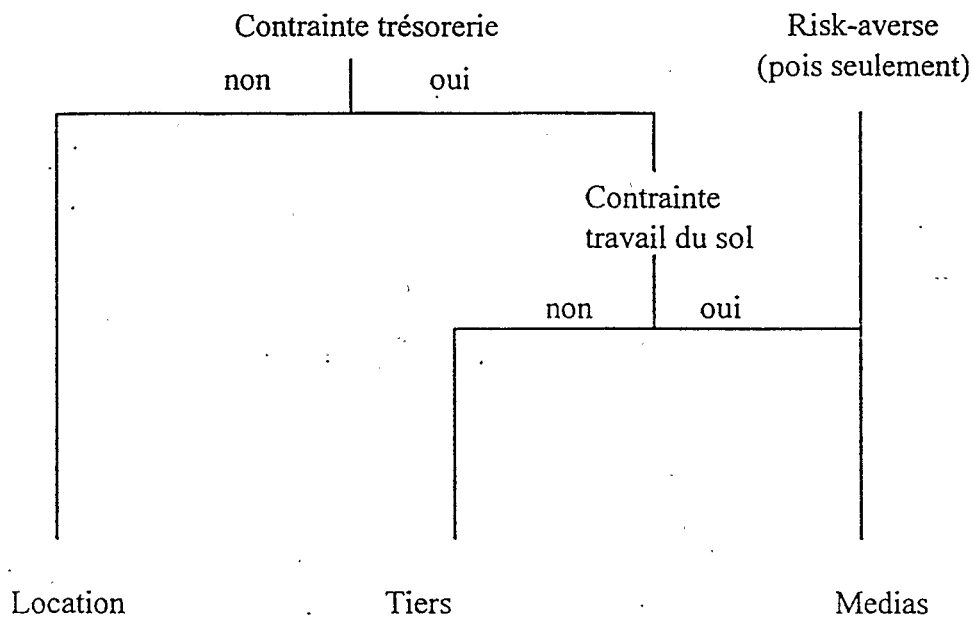 Contrainte trésorerie
Risk-averse
(pois seulement)
non
oui
Contrainte
travail du sol
non
oui
Location
Tiers
Medias